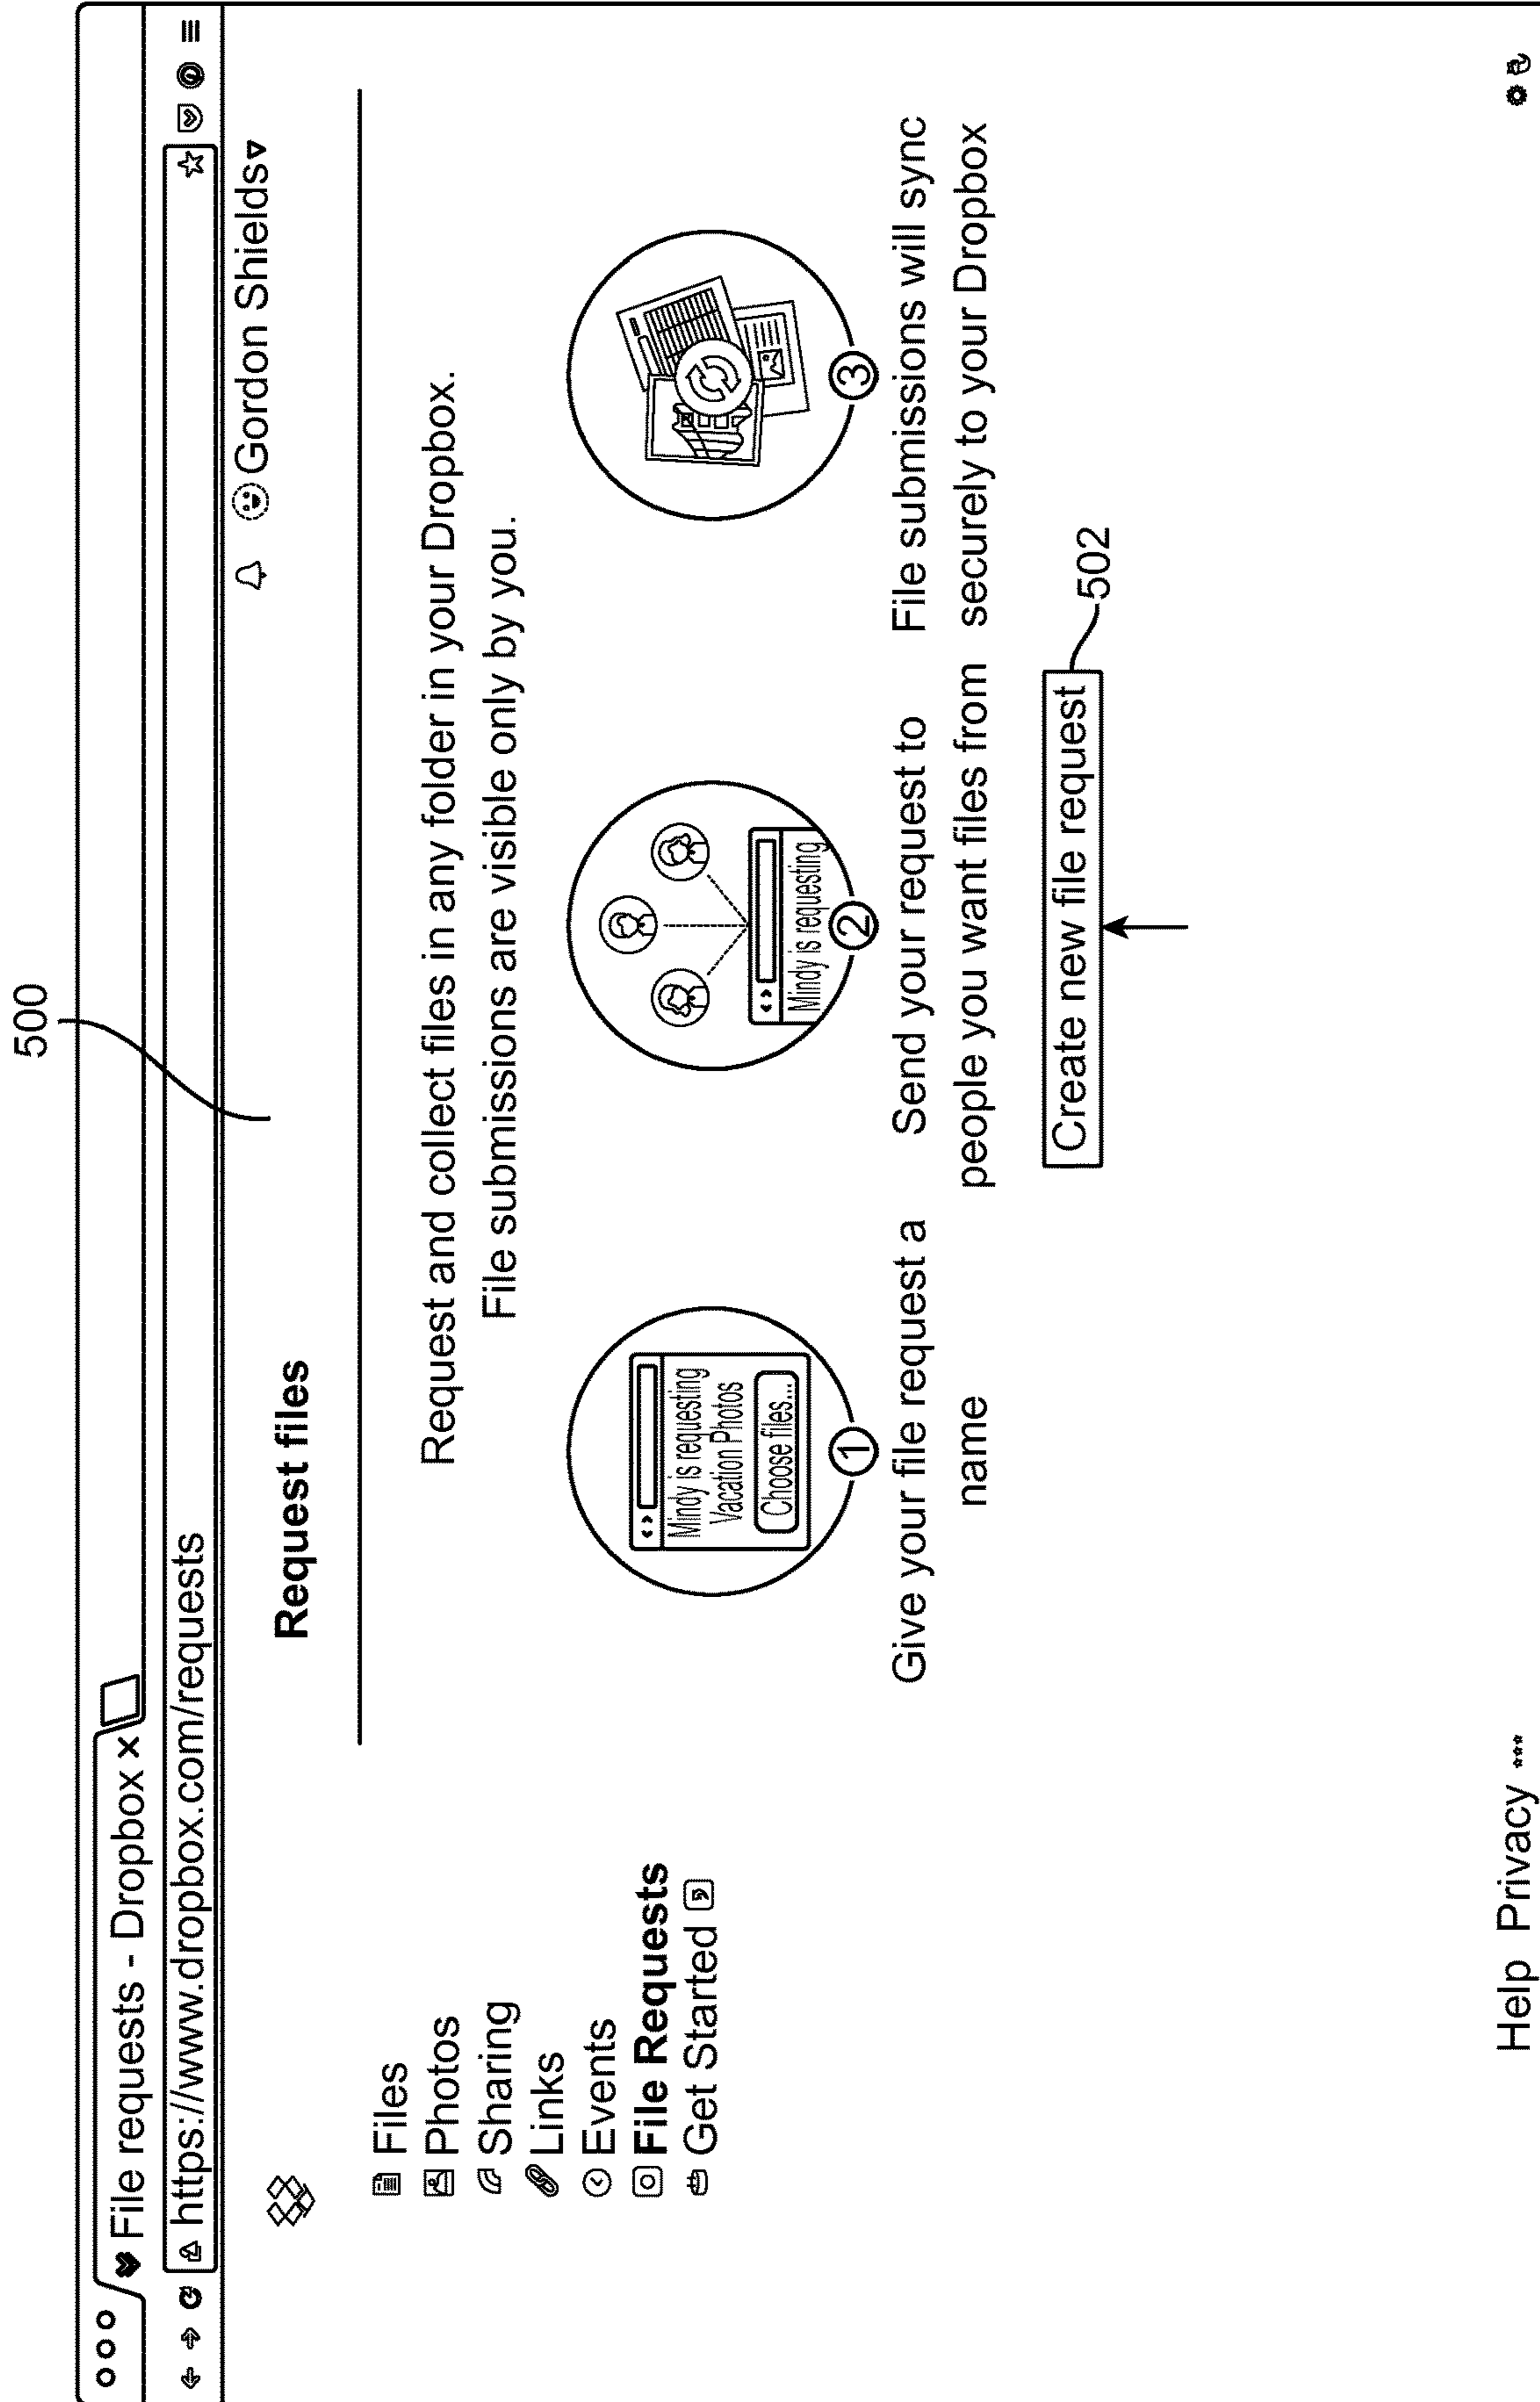 500
File requests - Dropbox ×
https://www.dropbox.com/requests
Gordon Shields
Request files
Files
Photos
Sharing
Links
Events
File Requests
Get Started
Request and collect files in any folder in your Dropbox.
File submissions are visible only by you.
Mindy is requesting
Vacation Photos
Choose files...
1
Give your file request a
name
Mindy is requesting
2
Send your request to
people you want files from
3
File submissions will sync
securely to your Dropbox
Create new file request
502
Help Privacy